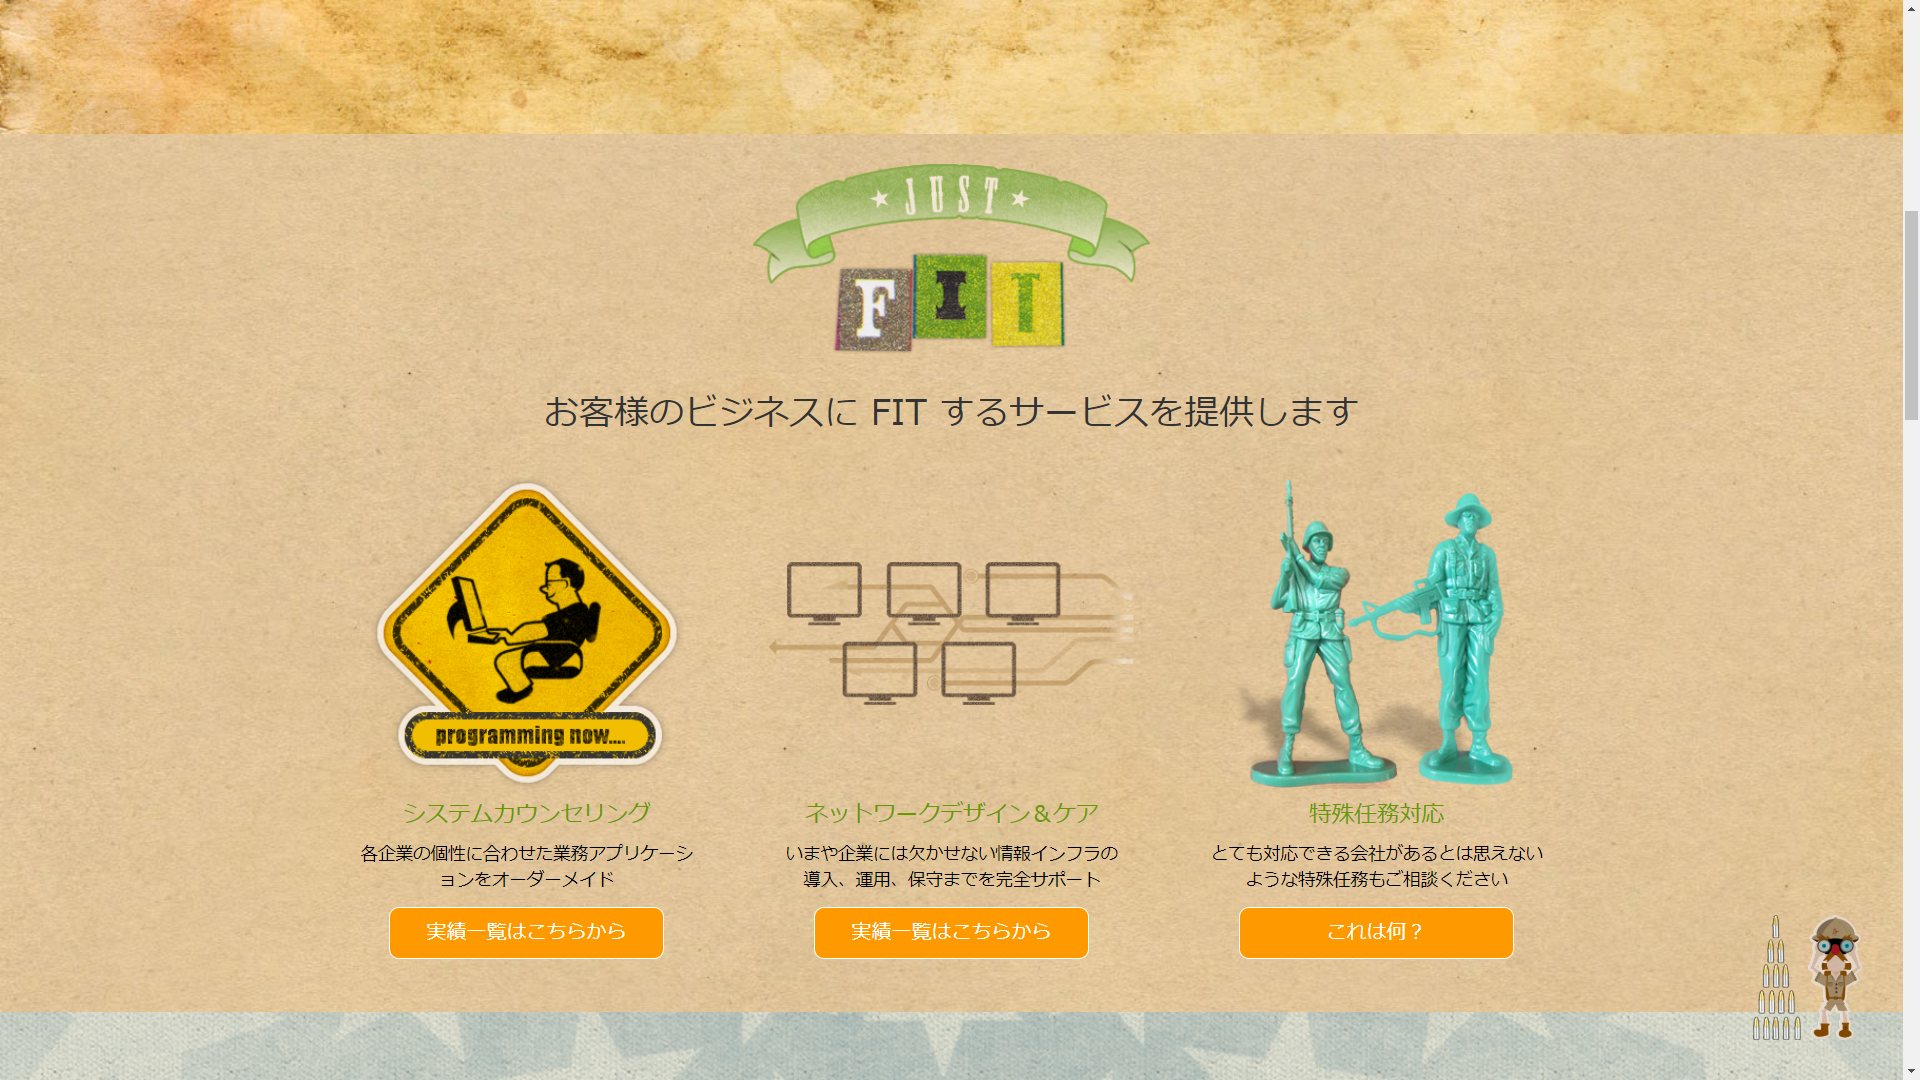 JUST
FIT
お客様のビジネスに FIT するサービスを提供します
programming now....
システムカウンセリング
各企業の個性に合わせた業務アプリケーシ
ョンをオーダーメイド
実績一覧はこちらから
ネットワークデザイン＆ケア
いまや企業には欠かせない情報インフラの
導入、運用、保守までを完全サポート
実績一覧はこちらから
特殊任務対応
とても対応できる会社があるとは思えない
ような特殊任務もご相談ください
これは何？